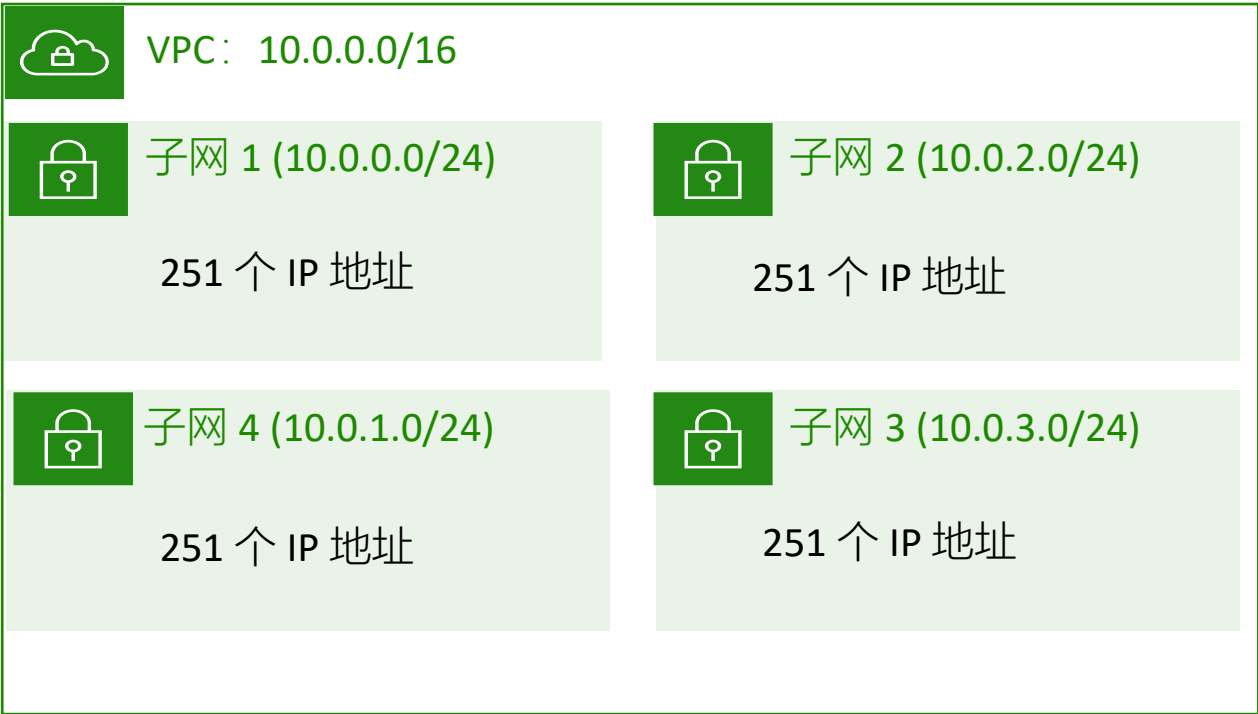 VPC：10.0.0.0/16
子网 1 (10.0.0.0/24)
251 个 IP 地址
子网 2 (10.0.2.0/24)
251 个 IP 地址
子网 4 (10.0.1.0/24)
251 个 IP 地址
子网 3 (10.0.3.0/24)
251 个 IP 地址